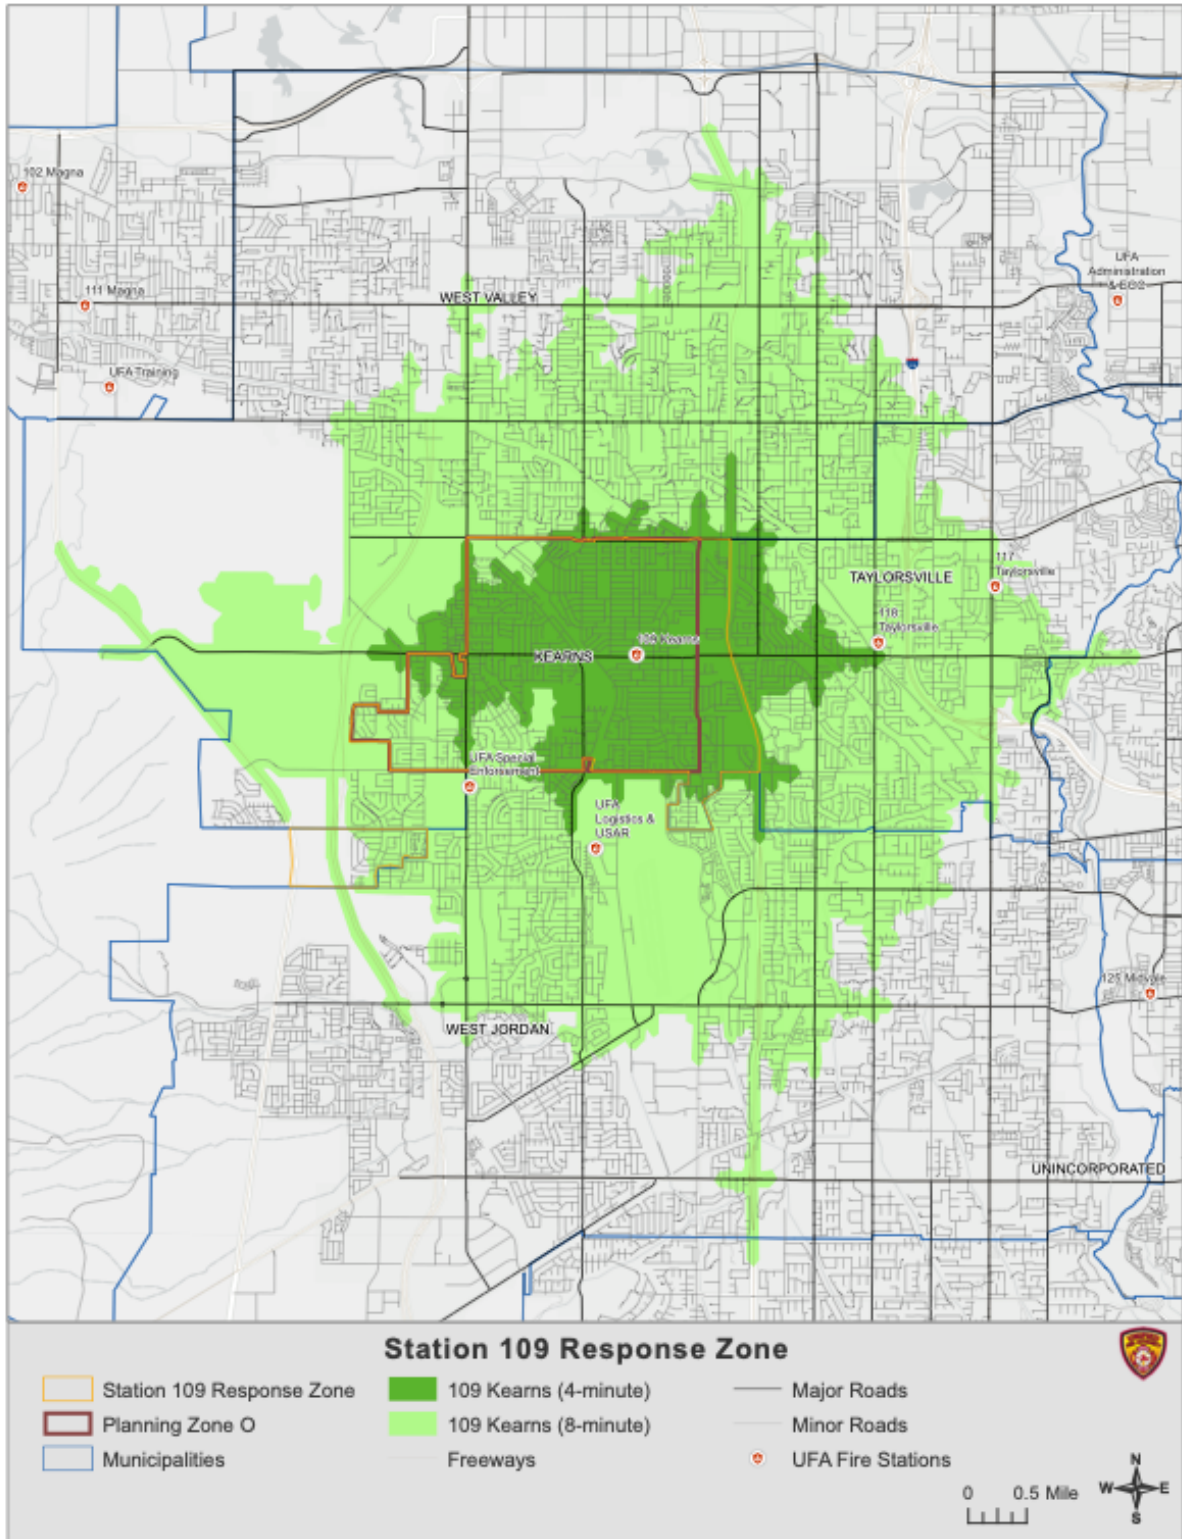 102 Magna
UFA
Administration
& EO2
111 Magna
WEST VALLEY
UFA Training
117
Taylorsville
TAYLORSVILLE
118
Taylorsville
109 Kearns
KEARNS
UFA Special
Enforcement
UFA
Logistics &
USAR
125 Midvale
WEST JORDAN
UNINCORPORATED
Station 109 Response Zone
Station 109 Response Zone
109 Kearns (4-minute)
Major Roads
Planning Zone O
109 Kearns (8-minute)
Minor Roads
Municipalities
Freeways
UFA Fire Stations
N
W E
S
0 0.5 Mile